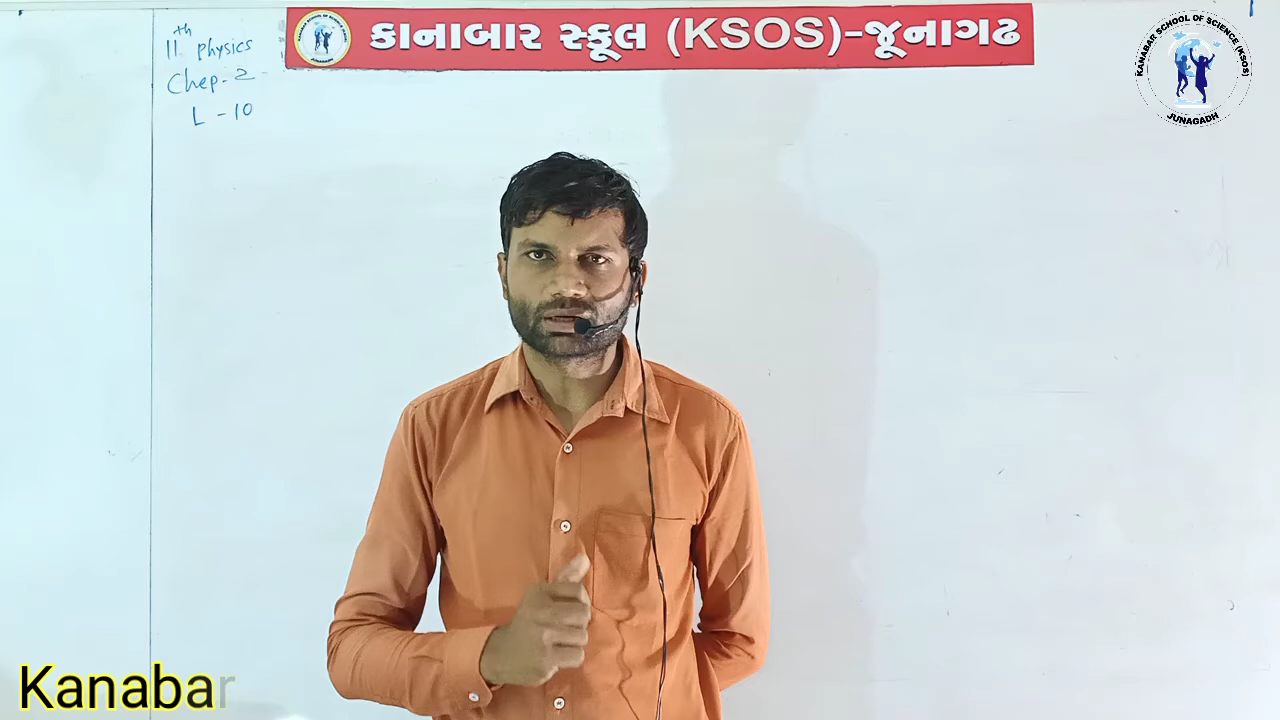 11th Physics
Chep. 2
L - 10
કાનાબાર સ્કૂલ (KSOS)-જૂનાગઢ
KANABAR SCHOOL OF SCIENCE (KSOS)
JUNAGADH
Kanabar